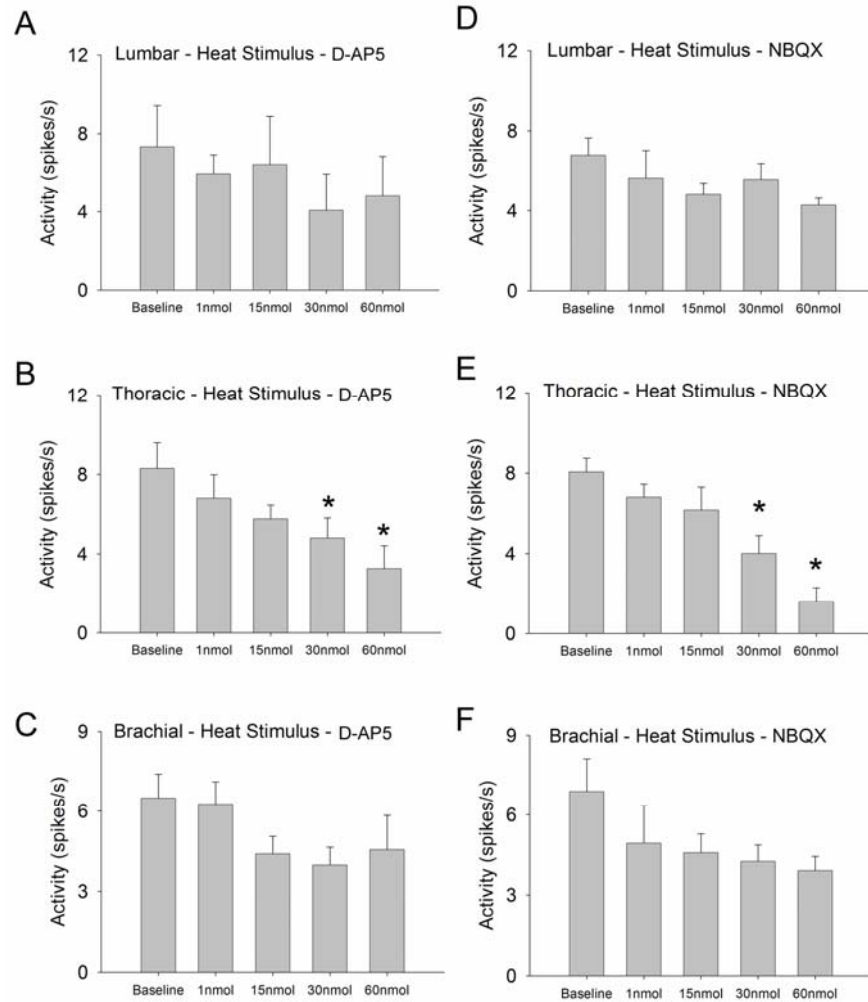 A
Lumbar - Heat Stimulus - D-AP5
12
8
4
0
Activity (spikes/s)
Baseline 1nmol 15nmol 30nmol 60nmol
B
Thoracic - Heat Stimulus - D-AP5
12
8
4
0
Activity (spikes/s)
* *
Baseline 1nmol 15nmol 30nmol 60nmol
C
Brachial - Heat Stimulus - D-AP5
9
6
3
0
Activity (spikes/s)
Baseline 1nmol 15nmol 30nmol 60nmol
D
Lumbar - Heat Stimulus - NBQX
12
8
4
0
Activity (spikes/s)
Baseline 1nmol 15nmol 30nmol 60nmol
E
Thoracic - Heat Stimulus - NBQX
12
8
4
0
Activity (spikes/s)
* *
Baseline 1nmol 15nmol 30nmol 60nmol
F
Brachial - Heat Stimulus - NBQX
9
6
3
0
Activity (spikes/s)
Baseline 1nmol 15nmol 30nmol 60nmol